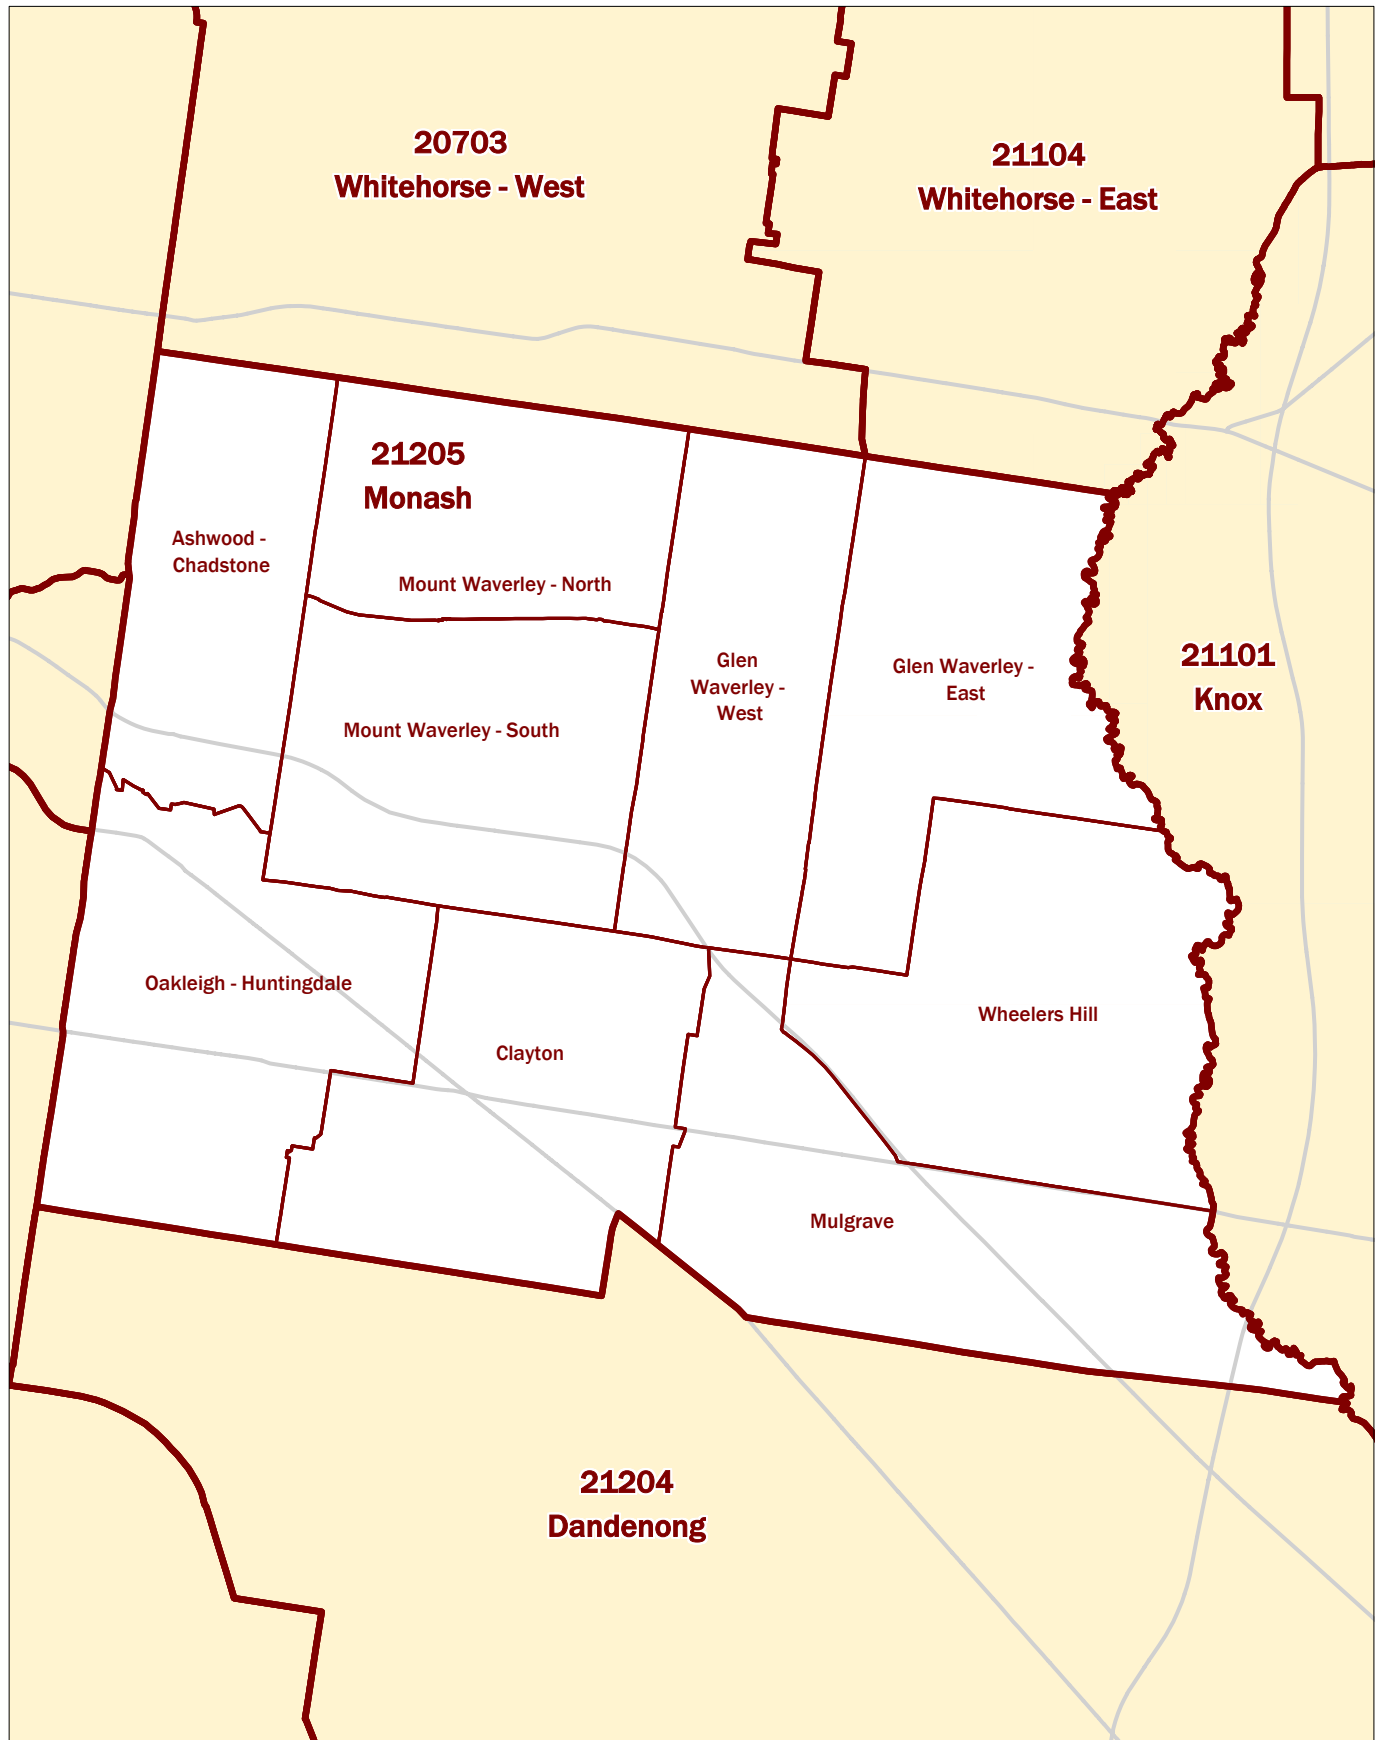 20703
Whitehorse - West
21104
Whitehorse - East
21205
Monash
Ashwood -
Chadstone
Mount Waverley - North
Glen
Waverley -
West
Glen Waverley -
East
21101
Knox
Mount Waverley - South
Oakleigh - Huntingdale
Clayton
Wheelers Hill
Mulgrave
21204
Dandenong